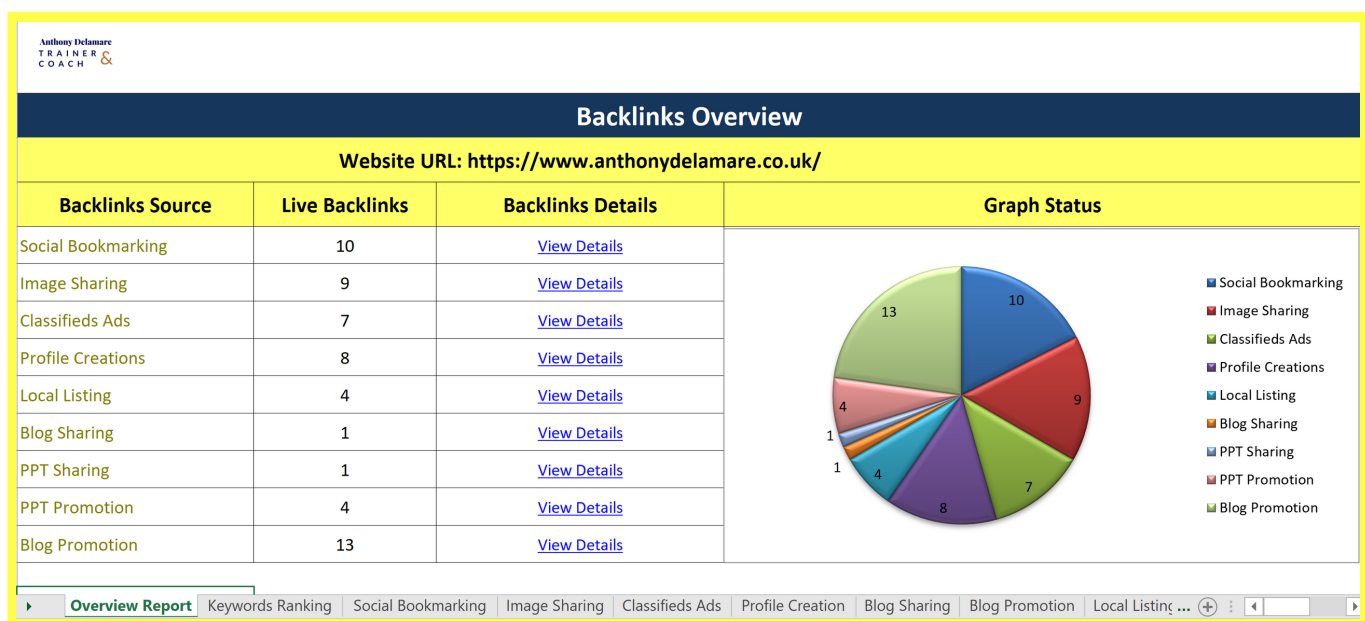 Anthony Delamare
TRAINER &
COACH
Backlinks Overview
Website URL: https://www.anthonydelamare.co.uk/
Backlinks Source Live Backlinks Backlinks Details Graph Status
Social Bookmarking 10 View Details
Image Sharing 9 View Details
Classifieds Ads 7 View Details
Profile Creations 8 View Details
Local Listing 4 View Details
Blog Sharing 1 View Details
PPT Sharing 1 View Details
PPT Promotion 4 View Details
Blog Promotion 13 View Details
13
10
4
9
1
1
4
8
7
Social Bookmarking
Image Sharing
Classifieds Ads
Profile Creations
Local Listing
Blog Sharing
PPT Sharing
PPT Promotion
Blog Promotion
Overview Report Keywords Ranking Social Bookmarking Image Sharing Classifieds Ads Profile Creation Blog Sharing Blog Promotion Local Listing ...